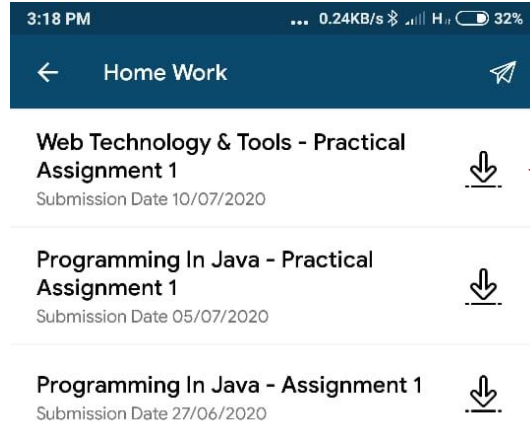 3:18 PM ... 0.24KB/s H 32%
Home Work
Web Technology & Tools - Practical
Assignment 1
Submission Date 10/07/2020
Programming In Java - Practical
Assignment 1
Submission Date 05/07/2020
Programming In Java - Assignment 1
Submission Date 27/06/2020